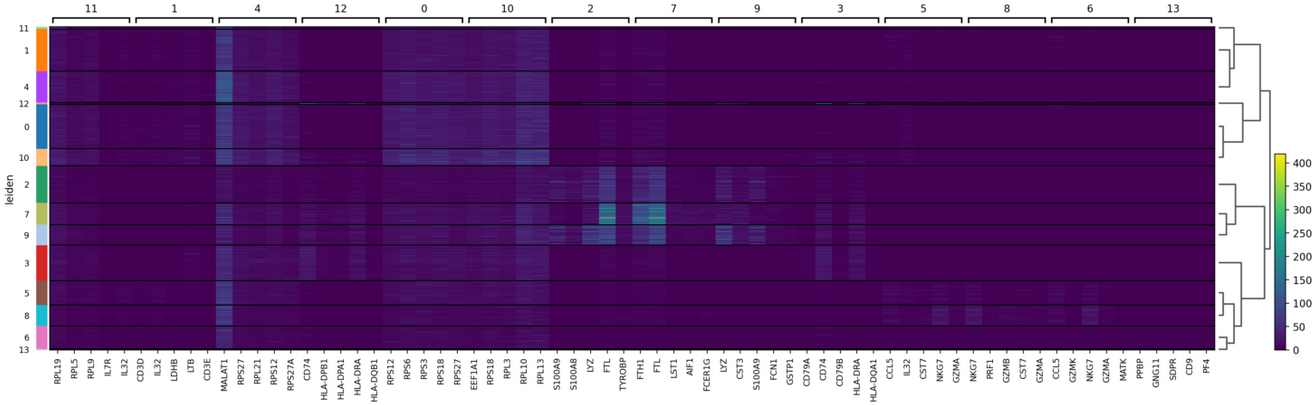 11 1 4 12 0 10 2 7 9 3 5 8 6 13
leiden
11
1
4
12
0
10
2
7
9
3
5
8
6
13
400
350
300
250
200
150
100
50
0
RPL19
RPL5
RPL9
IL7R
IL32
CD3D
IL32
LDHB
LTB
CD3E
MALAT1
RPS27
RPL21
RPS12
RPS27A
CD74
HLA-DPB1
HLA-DPA1
HLA-DRA
HLA-DQB1
RPS12
RPS6
RPS3
RPS18
RPS27
EEF1A1
RPS18
RPL3
RPL10
RPL13
S100A9
S100A8
LYZ
FTL
TYROBP
FTH1
FTL
LST1
AIF1
FCER1G
LYZ
CST3
S100A9
FCN1
GSTP1
CD79A
CD74
CD79B
HLA-DRA
HLA-DQA1
CCL5
IL32
CST7
NKG7
GZMA
NKG7
PRF1
GZMB
CST7
GZMA
CCL5
GZMK
NKG7
GZMA
MATK
PPBP
GNG11
SDPR
CD9
PF4